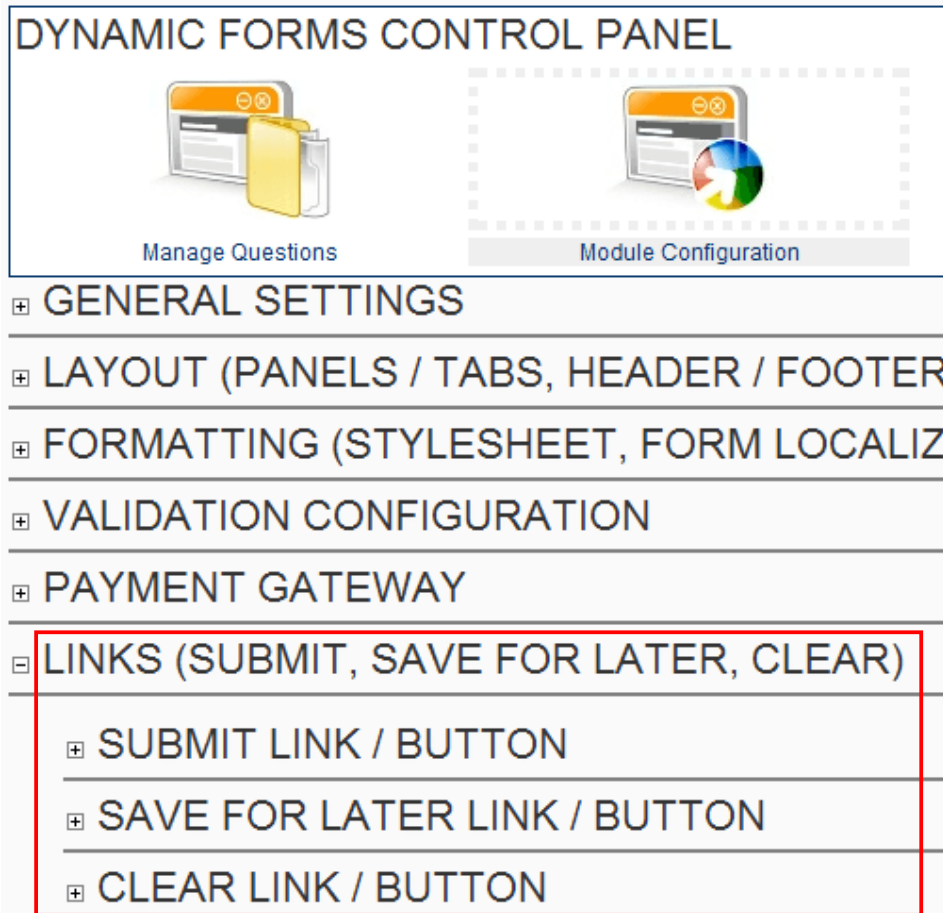 DYNAMIC FORMS CONTROL PANEL
Manage Questions
Module Configuration
GENERAL SETTINGS
LAYOUT (PANELS / TABS, HEADER / FOOTER
FORMATTING (STYLESHEET, FORM LOCALIZ
VALIDATION CONFIGURATION
PAYMENT GATEWAY
LINKS (SUBMIT, SAVE FOR LATER, CLEAR)
SUBMIT LINK / BUTTON
SAVE FOR LATER LINK / BUTTON
CLEAR LINK / BUTTON